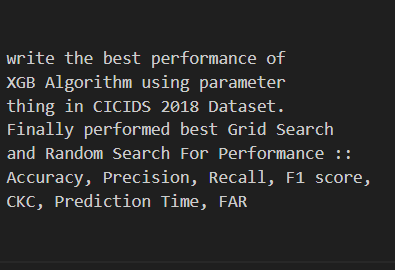 write the best performance of
XGB Algorithm using parameter
thing in CICIDS 2018 Dataset.
Finally performed best Grid Search
and Random Search For Performance ::
Accuracy, Precision, Recall, F1 score,
CKC, Prediction Time, FAR